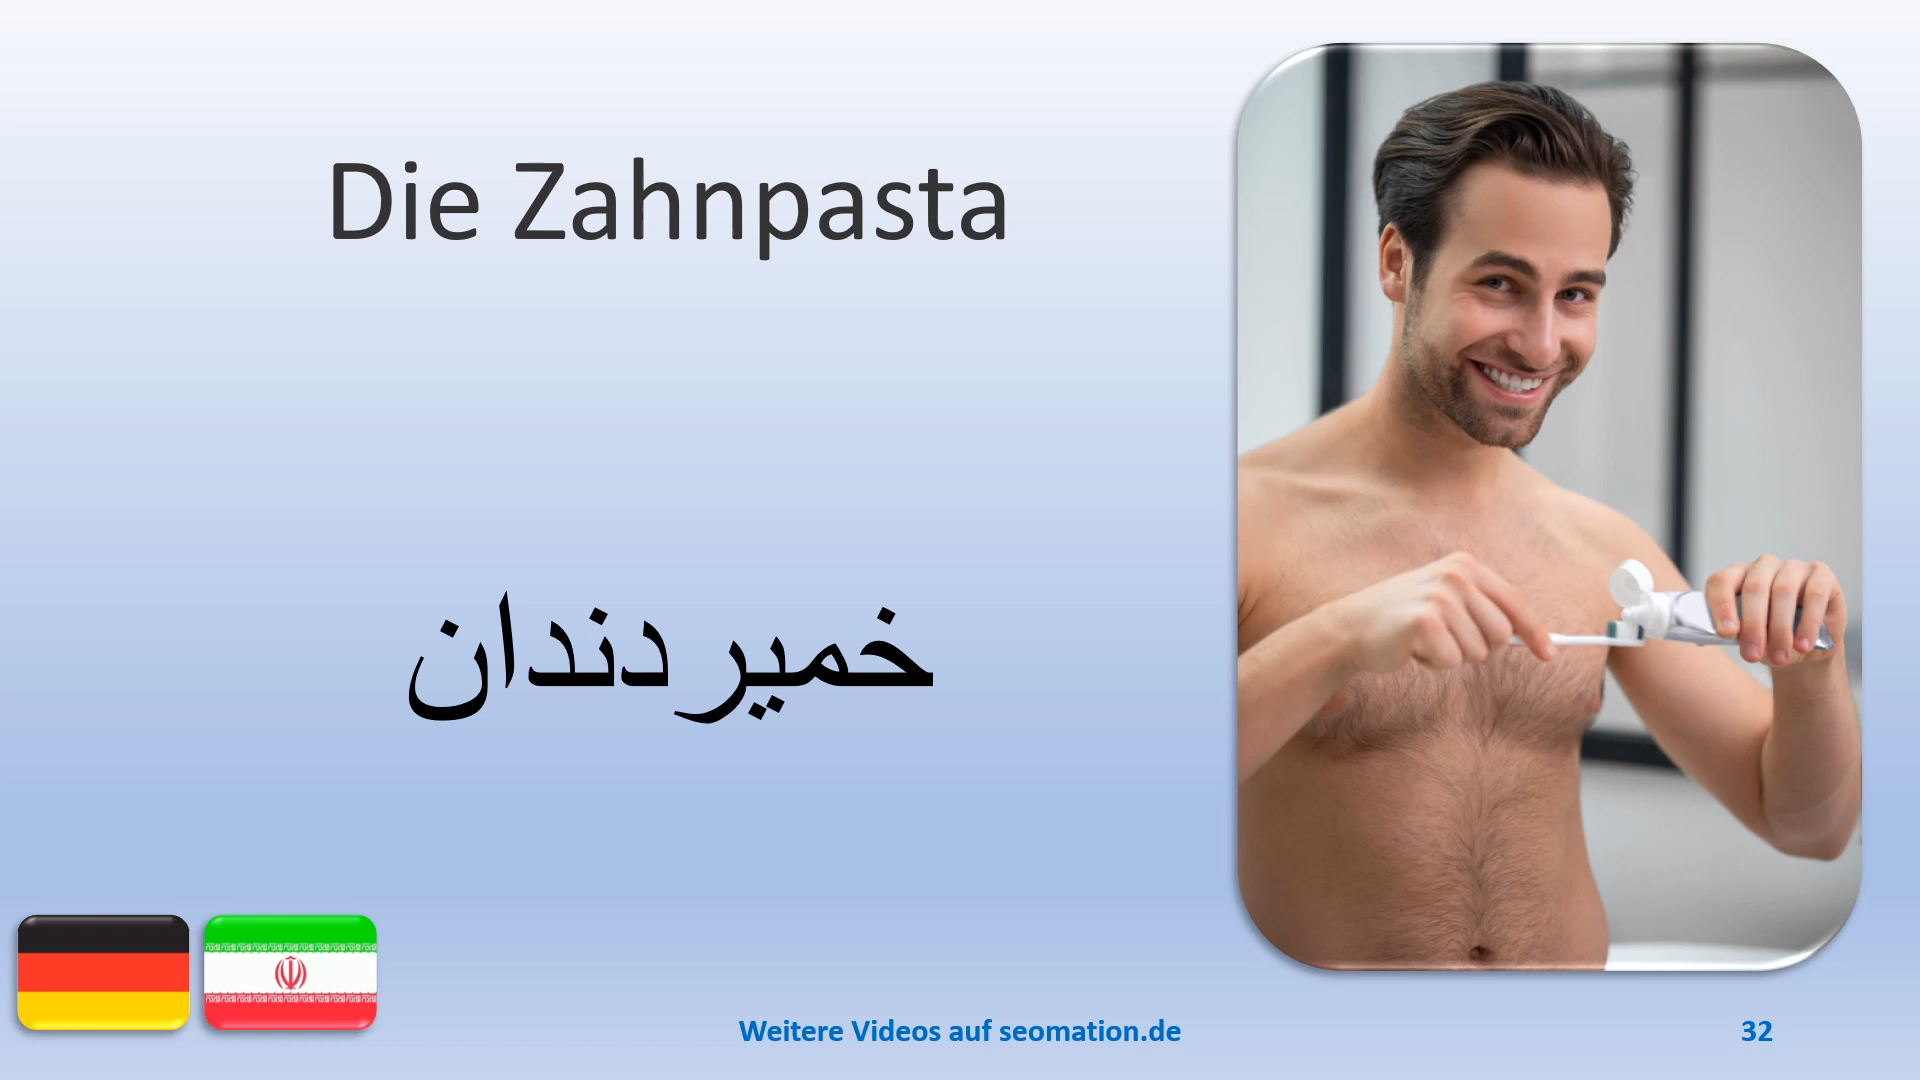 Die Zahnpasta
خمیر دندان
Weitere Videos auf seomation.de
32